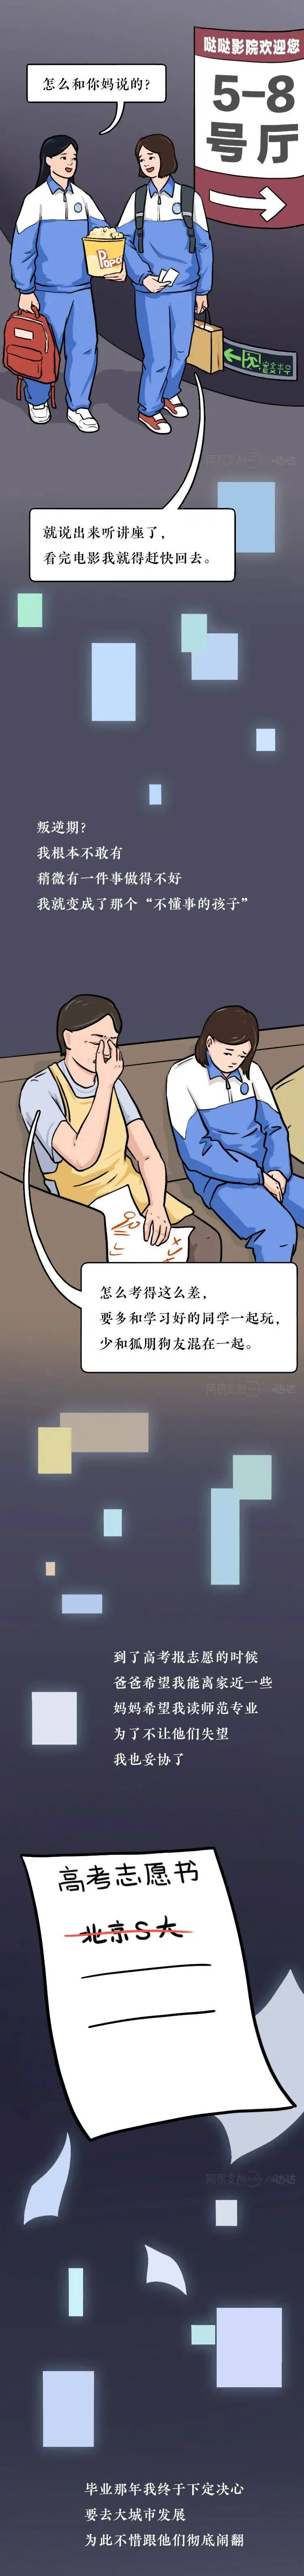 哒哒影院欢迎您
5-8
号厅
怎么和你妈说的?
POPCO
安全出口
就说出来听讲座了,
看完电影我就得赶快回去。
叛逆期?
我根本不敢有
稍微有一件事做得不好
我就变成了那个“不懂事的孩子”
怎么考得这么差,
要多和学习好的同学一起玩,
少和狐朋狗友混在一起。
到了高考报志愿的时候
爸爸希望我能离家近一些
妈妈希望我读师范专业
为了不让他们失望
我也妥协了
高考志愿书
北京S大
毕业那年我终于下定决心
要去大城市发展
为此不惜跟他们彻底闹翻